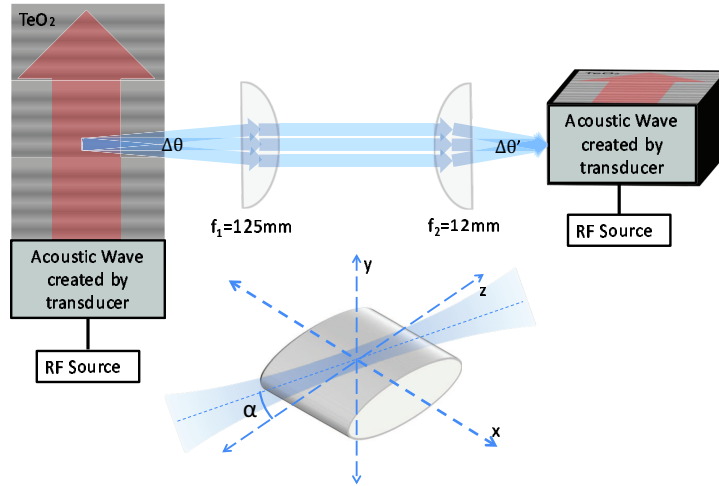 TeO₂
Δθ
Δθ'
TeO₂
Acoustic Wave
created by
transducer
RF Source
f₁=125mm
f₂=12mm
Acoustic Wave
created by
transducer
RF Source
y
z
α
x